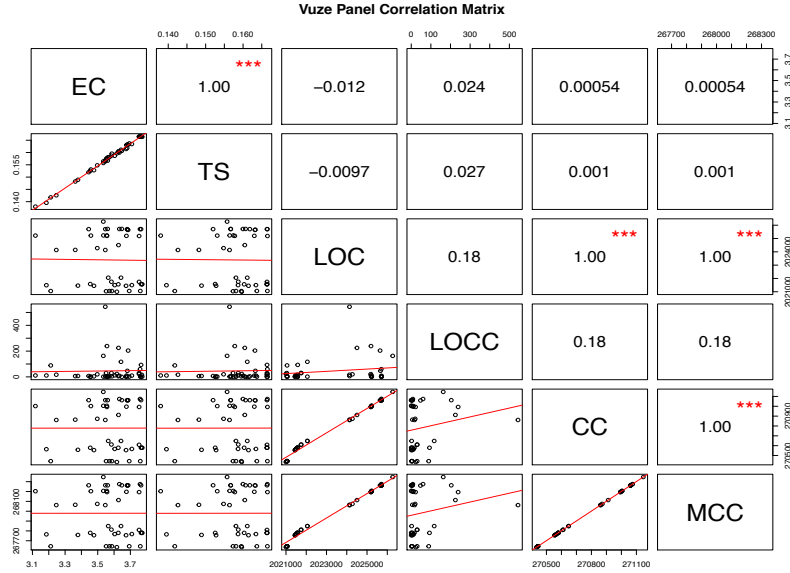 Vuze Panel Correlation Matrix
0.140 0.150 0.160 0 100 300 500 267700 268000 268300
EC 1.00 *** −0.012 0.024 0.00054 0.00054 3.1 3.3 3.5 3.7
0.140 0.155 TS −0.0097 0.027 0.001 0.001
LOC 0.18 1.00 *** 1.00 *** 2021000 2024000
0 200 400 LOCC 0.18 0.18
CC 1.00 *** 270500 270900
267700 268100 MCC
3.1 3.3 3.5 3.7 2021000 2023000 2025000 270500 270800 271100